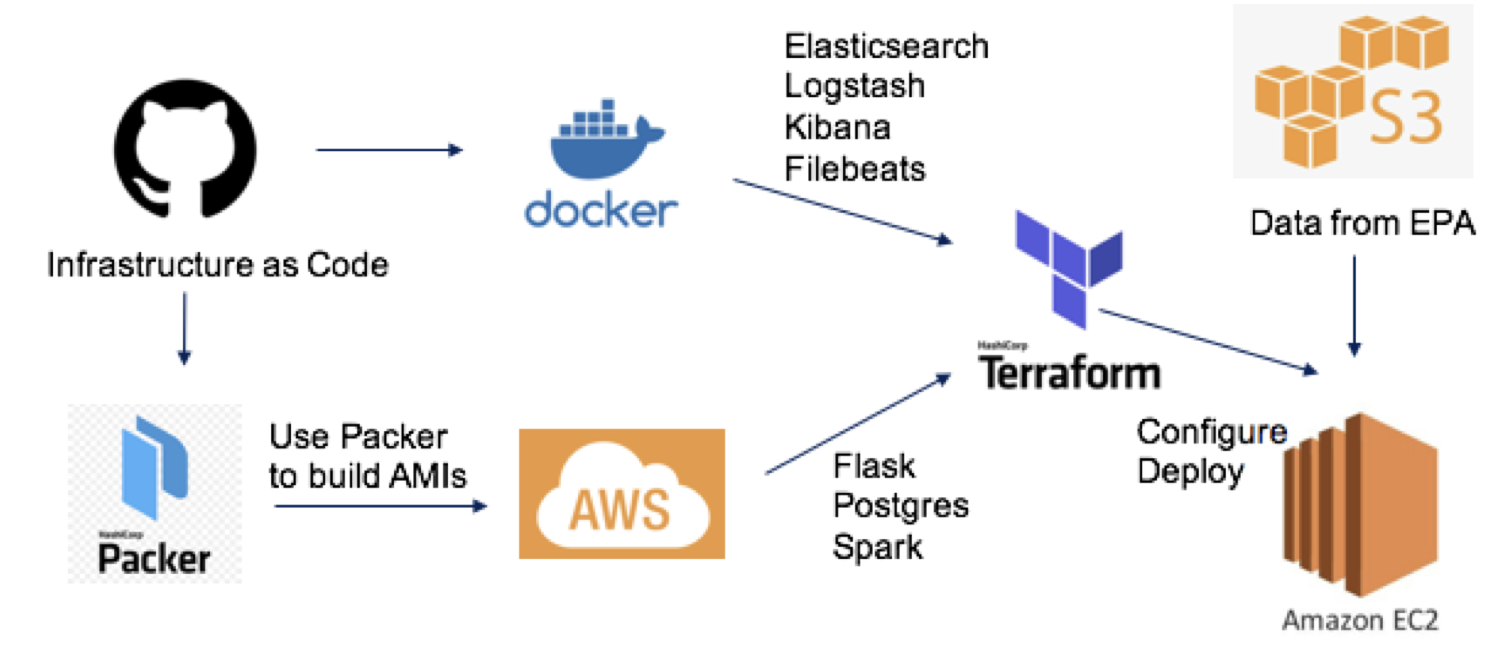 Elasticsearch
Logstash
Kibana
Filebeats
S3
docker
Data from EPA
Infrastructure as Code
HashiCorp
Terraform
Use Packer
to build AMIs
AWS
Flask
Postgres
Spark
Configure
Deploy
HashiCorp
Packer
Amazon EC2